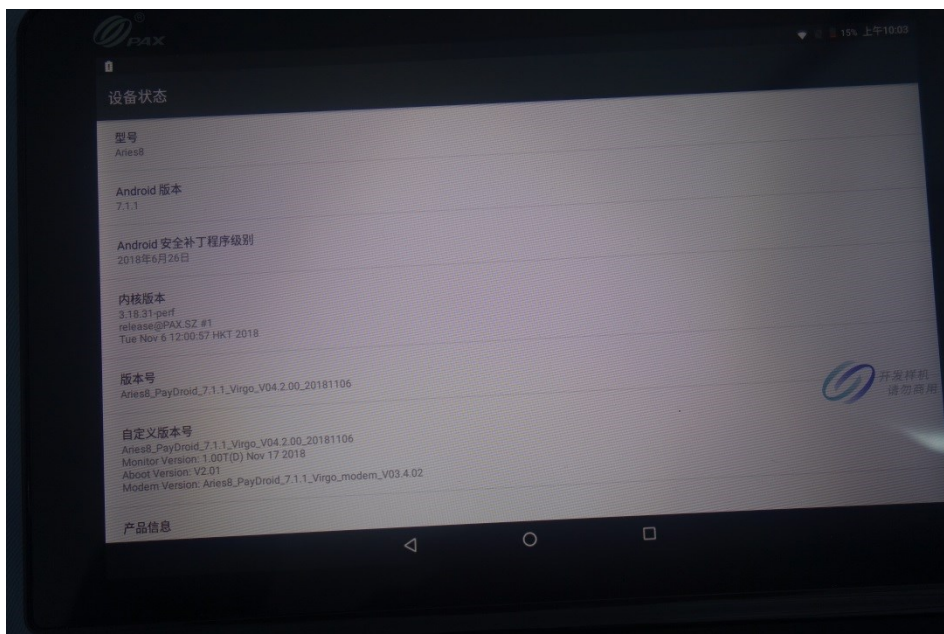 PAX
15% 上午10:03
设备状态
型号
Aries8
Android 版本
7.1.1
Android 安全补丁程序级别
2018年6月26日
内核版本
3.18.31-perf
release@PAX.SZ #1
Tue Nov 6 12:00:57 HKT 2018
版本号
Aries8_PayDroid_7.1.1_Virgo_V04.2.00_20181106
开发样机
请勿商用
自定义版本号
Aries8_PayDroid_7.1.1_Virgo_V04.2.00_20181106
Monitor Version: 1.00T(D) Nov 17 2018
Aboot Version: V2.01
Modem Version: Aries8_PayDroid_7.1.1_Virgo_modem_V03.4.02
产品信息